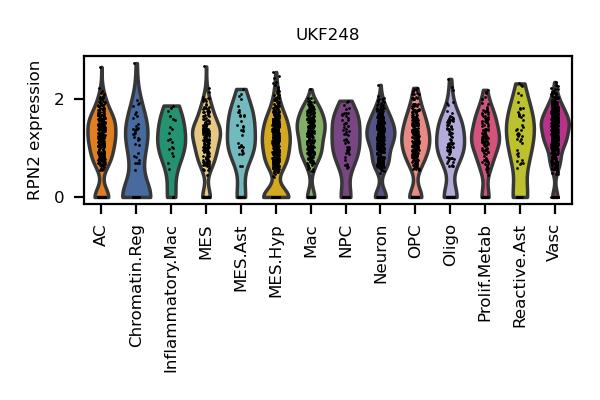 UKF248
RPN2 expression
2
0
AC
Chromatin.Reg
Inflammatory.Mac
MES
MES.Ast
MES.Hyp
Mac
NPC
Neuron
OPC
Oligo
Prolif.Metab
Reactive.Ast
Vasc